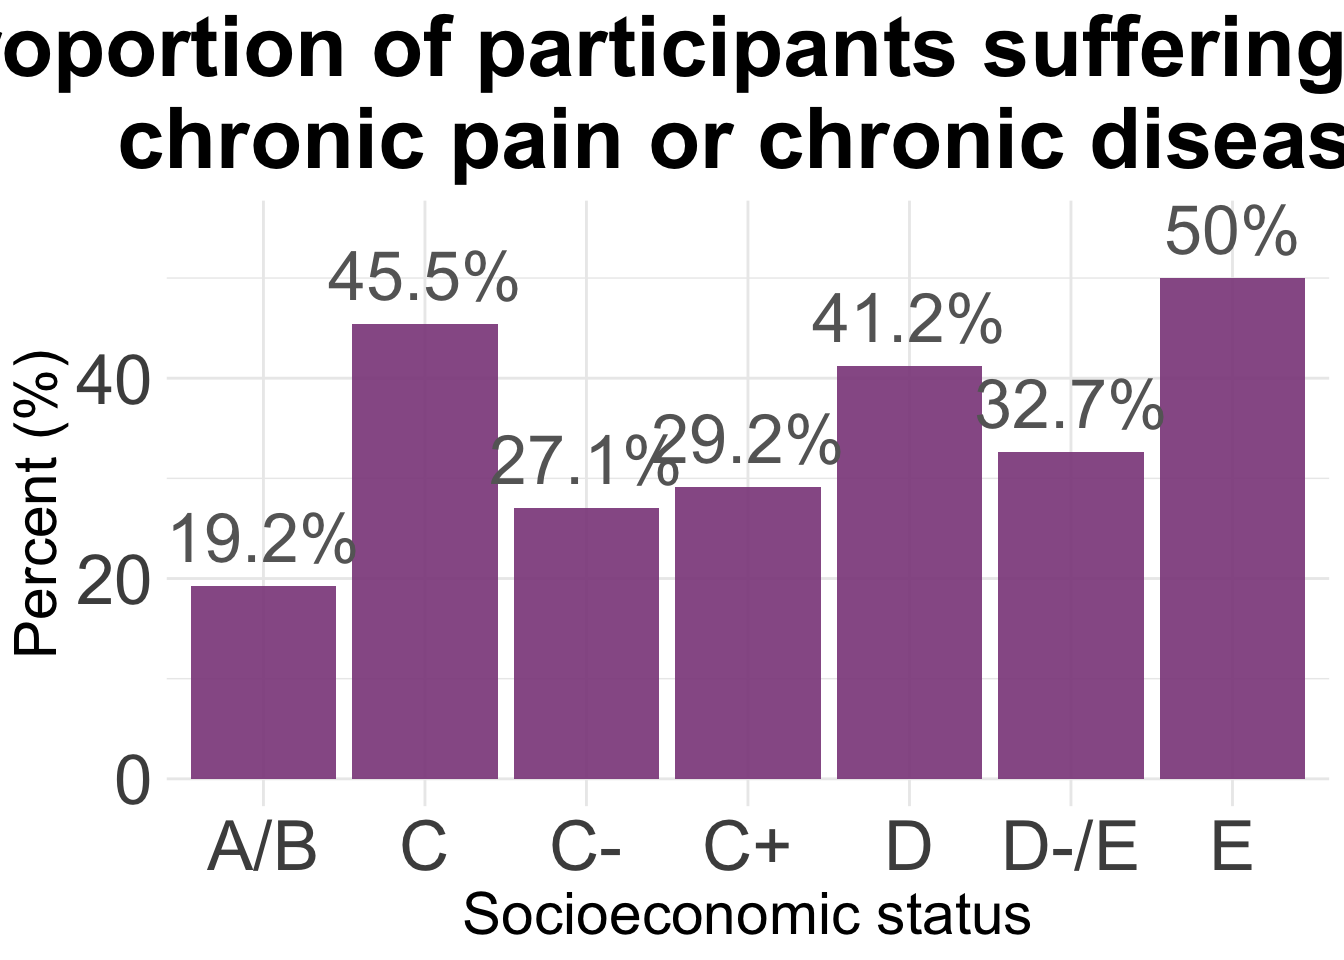 roportion of participants suffering
chronic pain or chronic diseas
50%
45.5%
41.2%
32.7%
29.2%
27.1%
19.2%
Percent (%)
40
20
0
A/B C C- C+ D D-/E E
Socioeconomic status